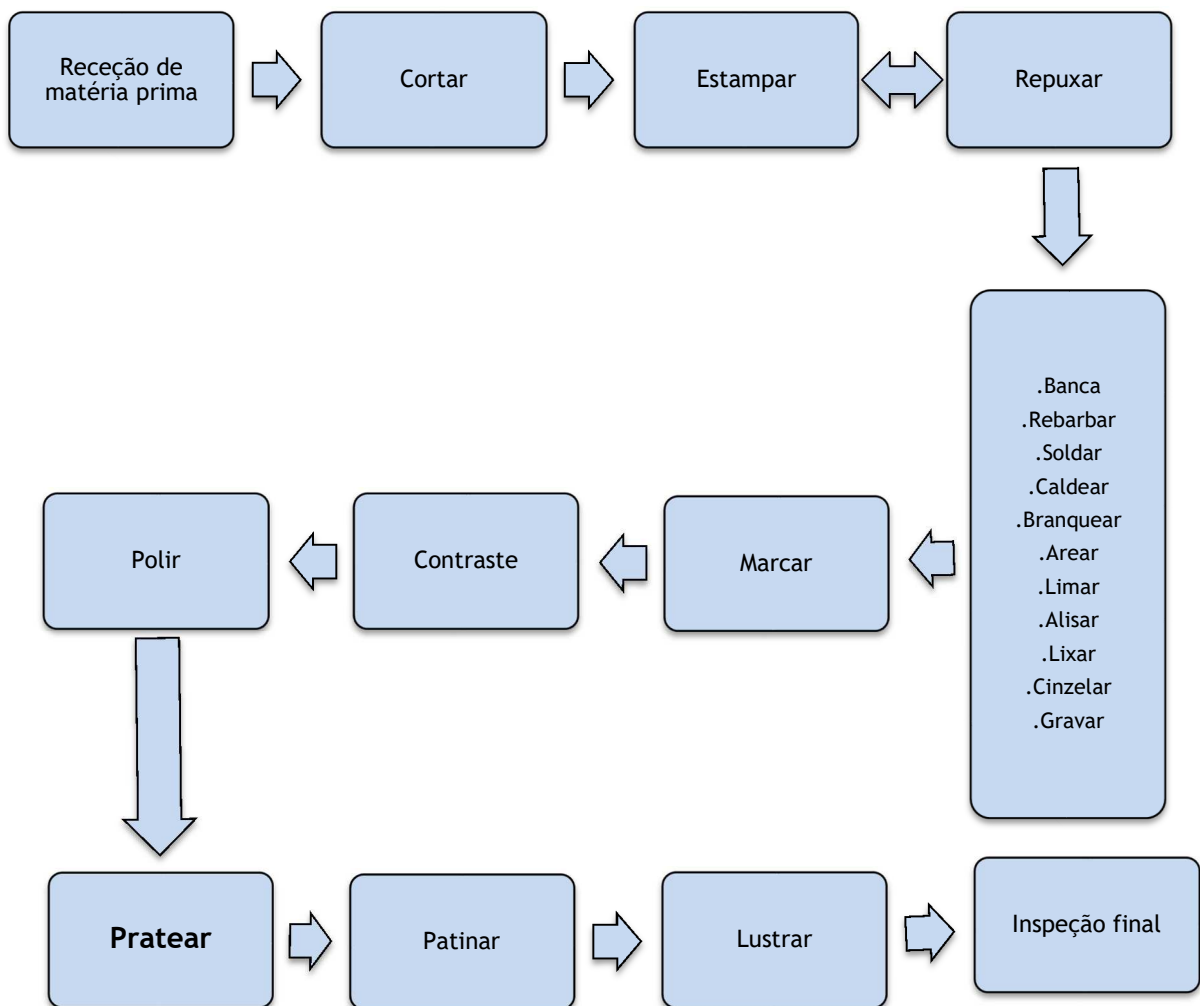 Receção de
matéria prima
Cortar
Estampar
Repuxar
.Banca
.Rebarbar
.Soldar
.Caldear
.Branquear
.Arear
.Limar
.Alisar
.Lixar
.Cinzelar
.Gravar
Marcar
Contraste
Polir
Pratear
Patinar
Lustrar
Inspeção final